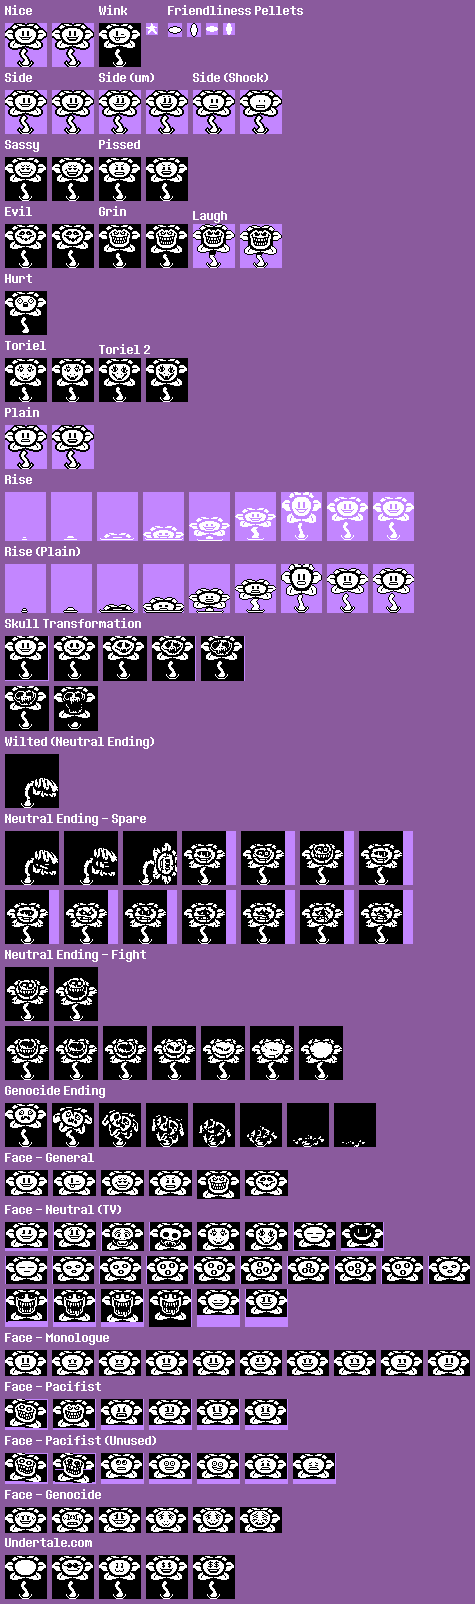 Nice Wink Friendliness Pellets
Side Side (um) Side (Shock)
Sassy Pissed
Evil Grin Laugh
Hurt
Toriel Toriel 2
Plain
Rise
Rise (Plain)
Skull Transformation
Wilted (Neutral Ending)
Neutral Ending - Spare
Neutral Ending - Fight
Genocide Ending
Face - General
Face - Neutral (TV)
Face - Monologue
Face - Pacifist
Face - Pacifist (Unused)
Face - Genocide
Undertale.com